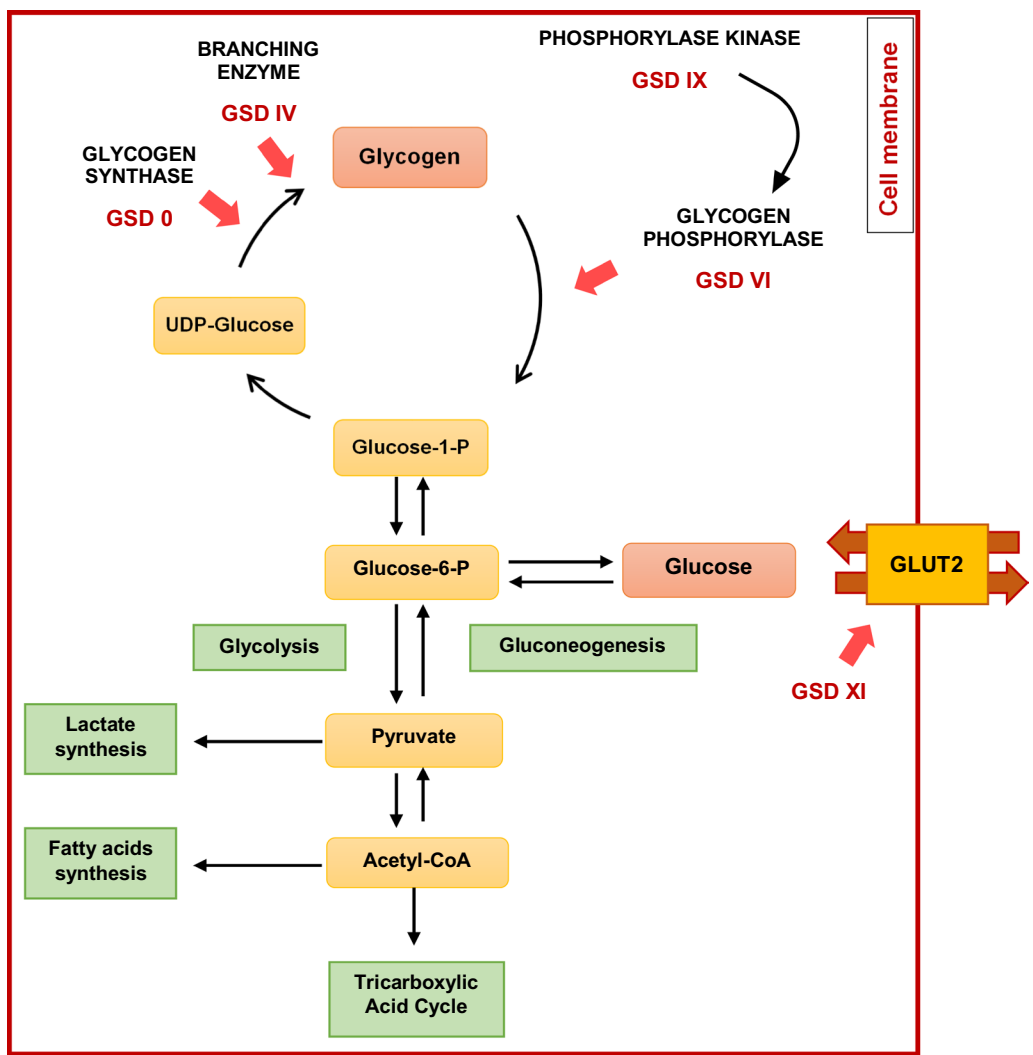 BRANCHING
ENZYME
GSD IV
PHOSPHORYLASE KINASE
GSD IX
Cell membrane
GLYCOGEN
SYNTHASE
GSD 0
Glycogen
GLYCOGEN
PHOSPHORYLASE
GSD VI
UDP-Glucose
Glucose-1-P
Glucose-6-P
Glucose
GLUT2
Glycolysis
Gluconeogenesis
GSD XI
Lactate
synthesis
Pyruvate
Fatty acids
synthesis
Acetyl-CoA
Tricarboxylic
Acid Cycle